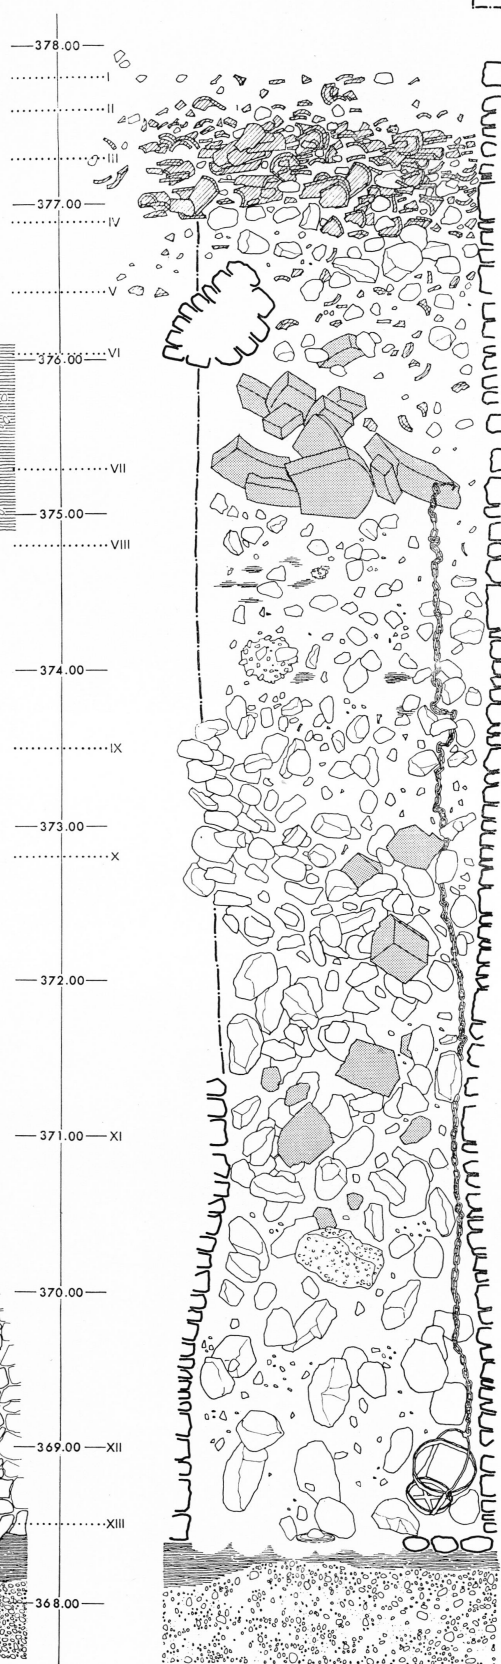 378.00
I
II
III
377.00
IV
V
VI
376.00
VII
375.00
VIII
374.00
IX
373.00
X
372.00
371.00 XI
370.00
369.00 XII
XIII
368.00